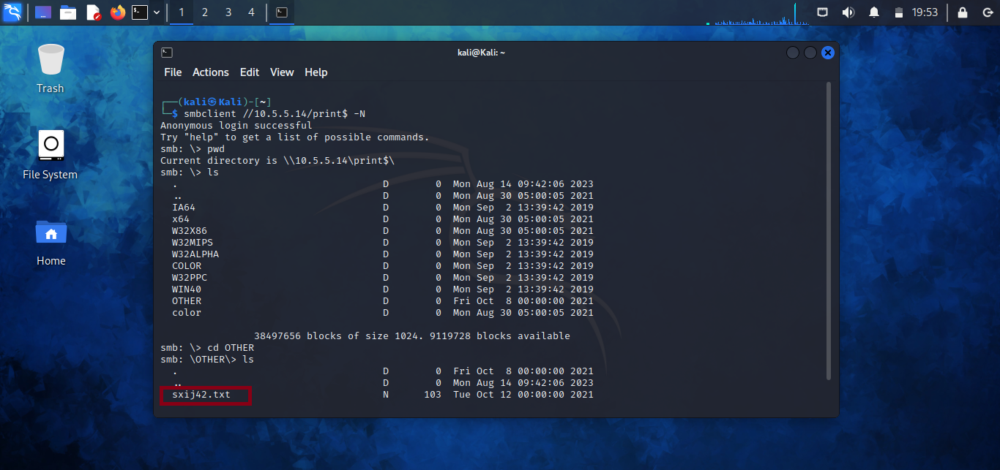 1 2 3 4 19:53
Trash
File System
Home
kali@Kali: ~
File Actions Edit View Help
┌──(kali㉿Kali)-[~]
└─$ smbclient //10.5.5.14/print$ -N
Anonymous login successful
Try "help" to get a list of possible commands.
smb: \> pwd
Current directory is \\10.5.5.14\print$\
smb: \> ls
. D 0 Mon Aug 14 09:42:06 2023
.. D 0 Mon Aug 30 05:00:05 2021
IA64 D 0 Mon Sep 2 13:39:42 2019
x64 D 0 Mon Aug 30 05:00:05 2021
W32X86 D 0 Mon Aug 30 05:00:05 2021
W32MIPS D 0 Mon Sep 2 13:39:42 2019
W32ALPHA D 0 Mon Sep 2 13:39:42 2019
COLOR D 0 Mon Sep 2 13:39:42 2019
W32PPC D 0 Mon Sep 2 13:39:42 2019
WIN40 D 0 Mon Sep 2 13:39:42 2019
OTHER D 0 Fri Oct 8 00:00:00 2021
color D 0 Mon Aug 30 05:00:05 2021
38497656 blocks of size 1024. 9119728 blocks available
smb: \> cd OTHER
smb: \OTHER\> ls
. D 0 Fri Oct 8 00:00:00 2021
.. D 0 Mon Aug 14 09:42:06 2023
sxij42.txt N 103 Tue Oct 12 00:00:00 2021